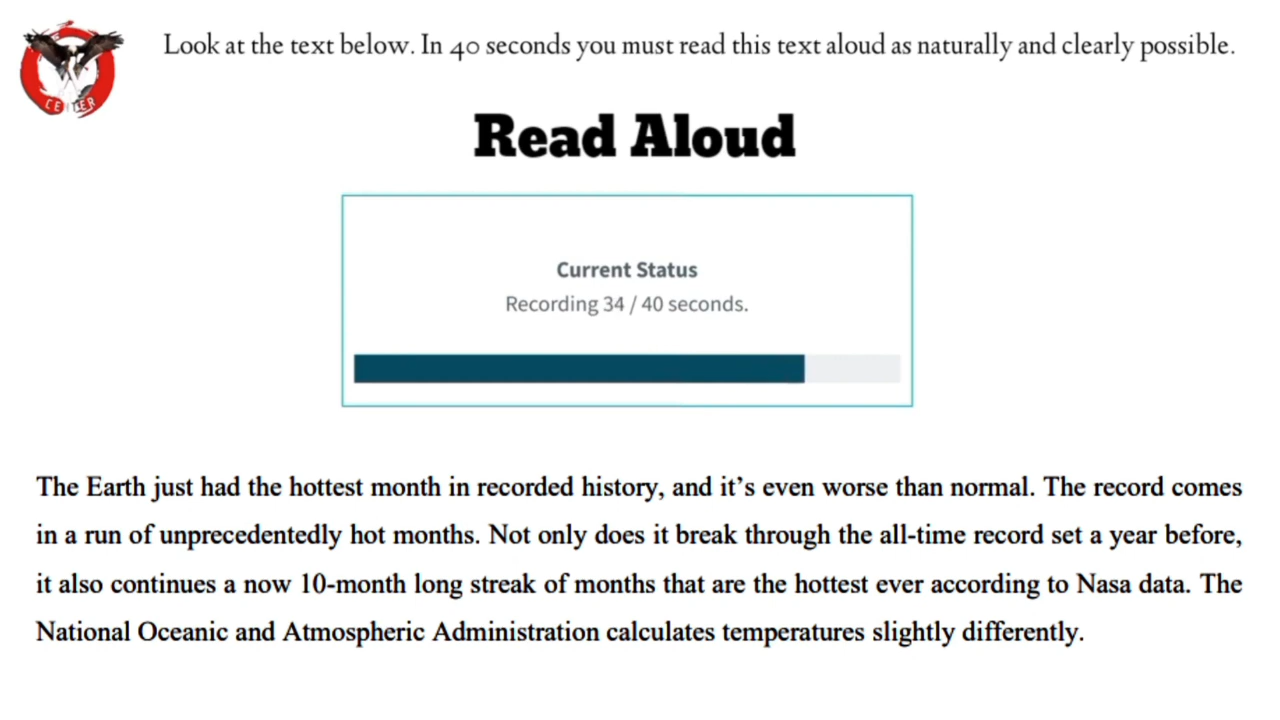 CENTER
Look at the text below. In 40 seconds you must read this text aloud as naturally and clearly possible.
Read Aloud
Current Status
Recording 34 / 40 seconds.
The Earth just had the hottest month in recorded history, and it’s even worse than normal. The record comes
in a run of unprecedentedly hot months. Not only does it break through the all-time record set a year before,
it also continues a now 10-month long streak of months that are the hottest ever according to Nasa data. The
National Oceanic and Atmospheric Administration calculates temperatures slightly differently.